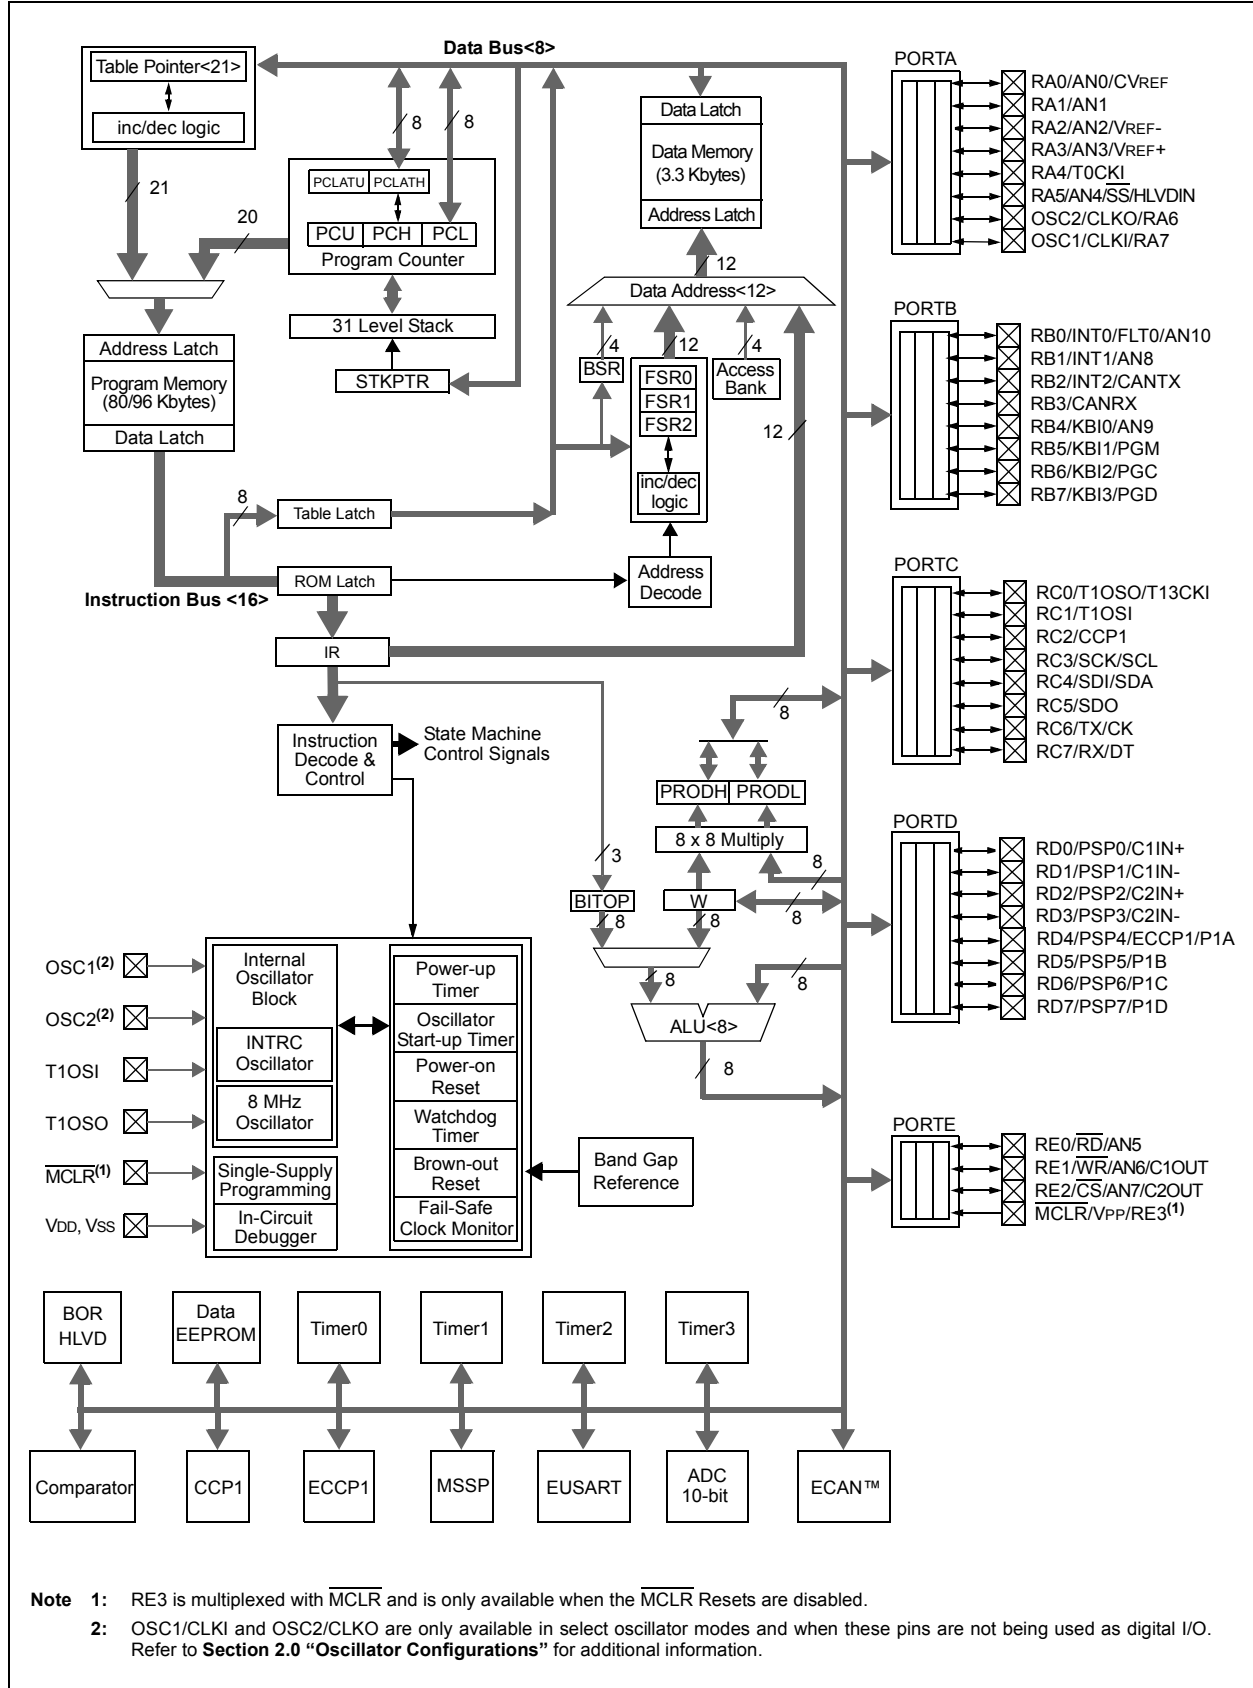 Data Bus<8>
Table Pointer<21>
inc/dec logic
21
20
8
8
PCLATU PCLATH
PCU PCH PCL
Program Counter
31 Level Stack
STKPTR
Address Latch
Program Memory
(80/96 Kbytes)
Data Latch
8
Table Latch
ROM Latch
Instruction Bus <16>
IR
Data Latch
Data Memory
(3.3 Kbytes)
Address Latch
12
Data Address<12>
4
12
4
BSR
FSR0
FSR1
FSR2
inc/dec
logic
Access
Bank
12
Address
Decode
Instruction
Decode &
Control
State Machine
Control Signals
8
PRODH PRODL
8 x 8 Multiply
8
3
BITOP
W
8
8
8
8
8
ALU<8>
8
OSC1(2)
OSC2(2)
T1OSI
T1OSO
MCLR(1)
VDD, VSS
Internal
Oscillator
Block
INTRC
Oscillator
8 MHz
Oscillator
Single-Supply
Programming
In-Circuit
Debugger
Power-up
Timer
Oscillator
Start-up Timer
Power-on
Reset
Watchdog
Timer
Brown-out
Reset
Fail-Safe
Clock Monitor
Band Gap
Reference
PORTA
RA0/AN0/CVREF
RA1/AN1
RA2/AN2/VREF-
RA3/AN3/VREF+
RA4/T0CKI
RA5/AN4/SS/HLVDIN
OSC2/CLKO/RA6
OSC1/CLKI/RA7
PORTB
RB0/INT0/FLT0/AN10
RB1/INT1/AN8
RB2/INT2/CANTX
RB3/CANRX
RB4/KBI0/AN9
RB5/KBI1/PGM
RB6/KBI2/PGC
RB7/KBI3/PGD
PORTC
RC0/T1OSO/T13CKI
RC1/T1OSI
RC2/CCP1
RC3/SCK/SCL
RC4/SDI/SDA
RC5/SDO
RC6/TX/CK
RC7/RX/DT
PORTD
RD0/PSP0/C1IN+
RD1/PSP1/C1IN-
RD2/PSP2/C2IN+
RD3/PSP3/C2IN-
RD4/PSP4/ECCP1/P1A
RD5/PSP5/P1B
RD6/PSP6/P1C
RD7/PSP7/P1D
PORTE
RE0/RD/AN5
RE1/WR/AN6/C1OUT
RE2/CS/AN7/C2OUT
MCLR/VPP/RE3(1)
BOR
HLVD
Data
EEPROM
Timer0
Timer1
Timer2
Timer3
Comparator
CCP1
ECCP1
MSSP
EUSART
ADC
10-bit
ECAN™
Note 1: RE3 is multiplexed with MCLR and is only available when the MCLR Resets are disabled.
2: OSC1/CLKI and OSC2/CLKO are only available in select oscillator modes and when these pins are not being used as digital I/O.
Refer to Section 2.0 “Oscillator Configurations” for additional information.